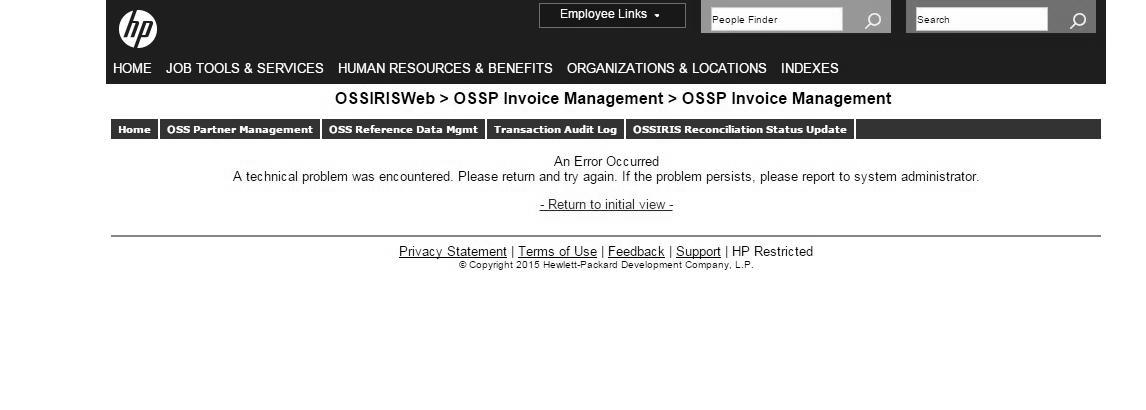 hp
Employee Links
People Finder
Search
HOME JOB TOOLS & SERVICES HUMAN RESOURCES & BENEFITS ORGANIZATIONS & LOCATIONS INDEXES
OSSIRISWeb > OSSP Invoice Management > OSSP Invoice Management
Home OSS Partner Management OSS Reference Data Mgmt Transaction Audit Log OSSIRIS Reconciliation Status Update
An Error Occurred
A technical problem was encountered. Please return and try again. If the problem persists, please report to system administrator.
- Return to initial view -
Privacy Statement | Terms of Use | Feedback | Support | HP Restricted
© Copyright 2015 Hewlett-Packard Development Company, L.P.